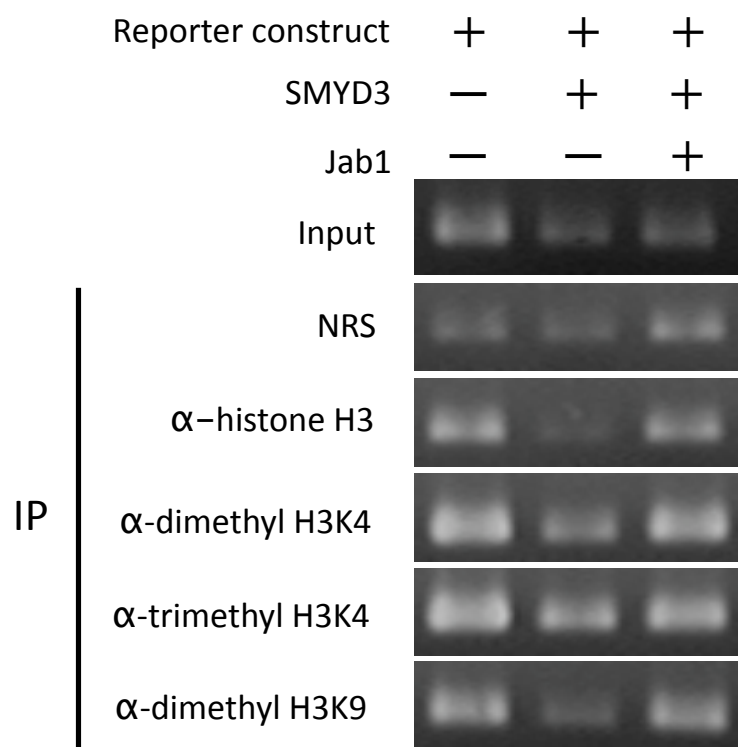 Reporter construct + + +
SMYD3 — + +
Jab1 — — +
Input
NRS
α−histone H3
IP
α-dimethyl H3K4
α-trimethyl H3K4
α-dimethyl H3K9